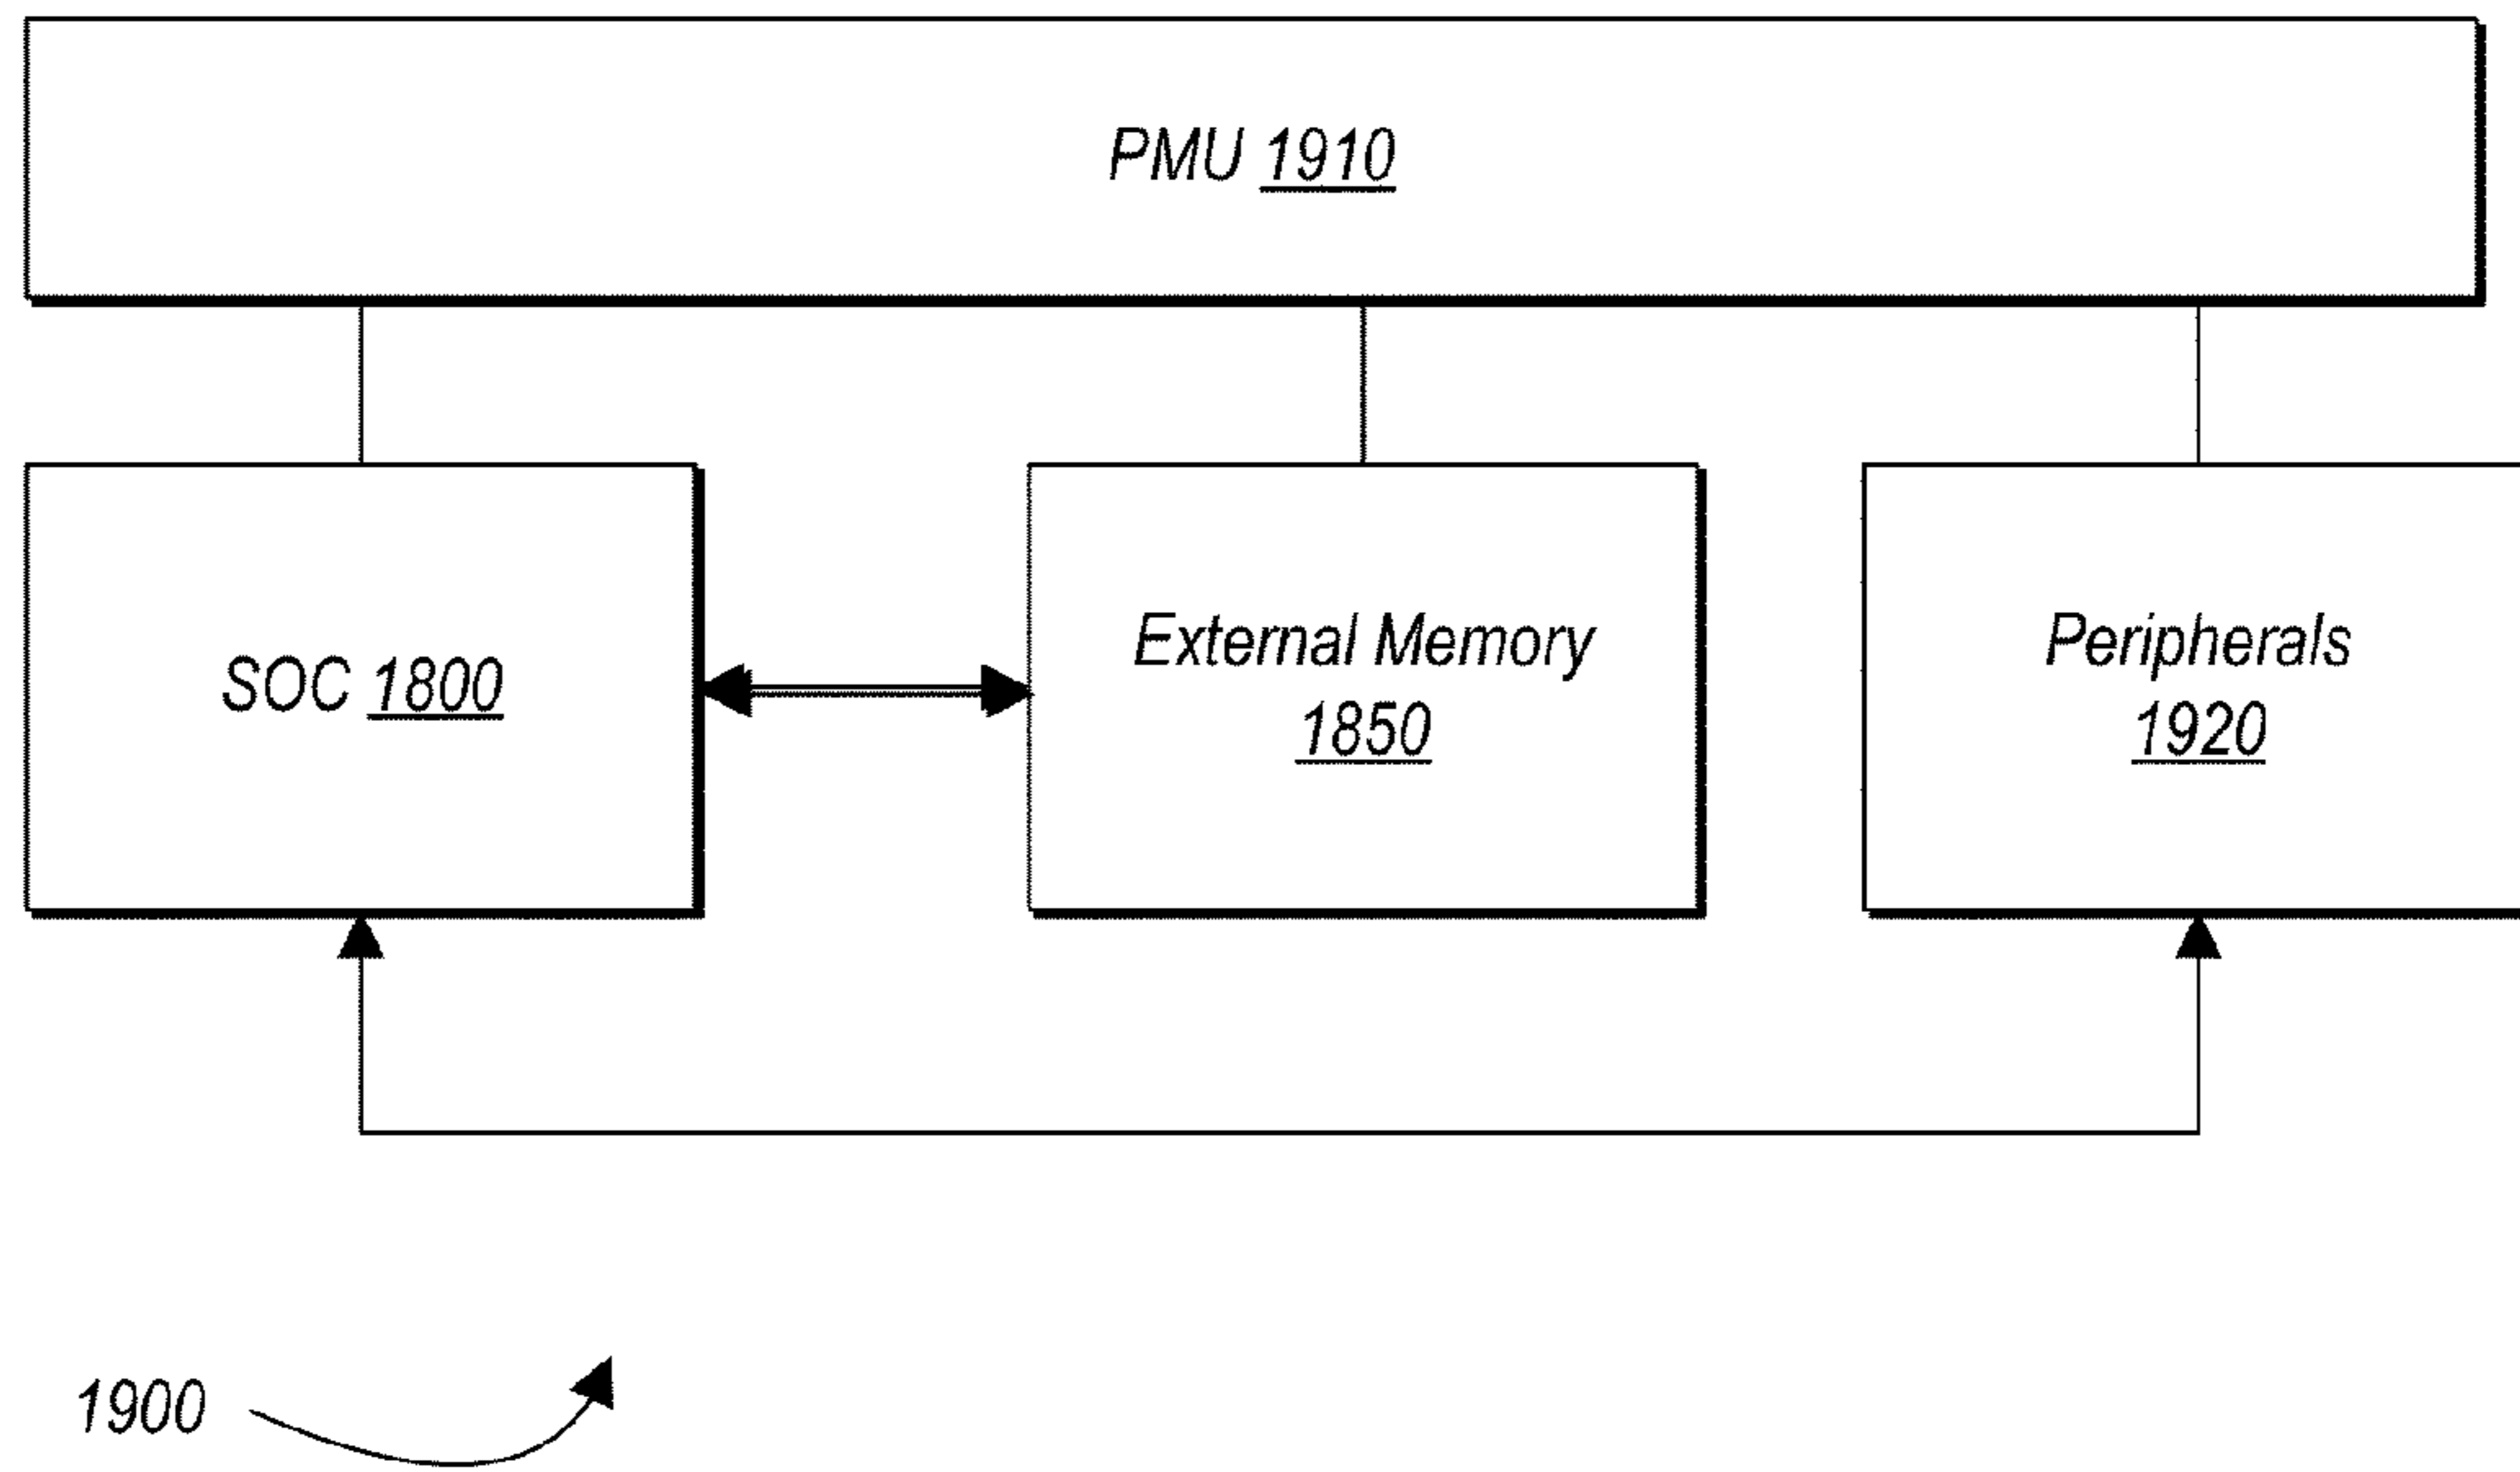 PMU 1910
SOC 1800
External Memory
1850
Peripherals
1920
1900